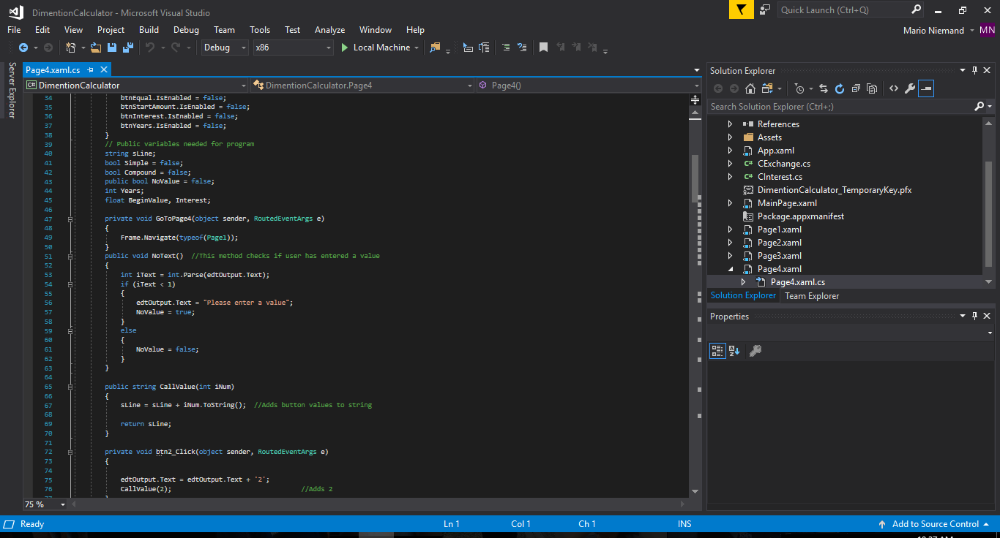 DimentionCalculator - Microsoft Visual Studio
Quick Launch (Ctrl+Q)
File Edit View Project Build Debug Team Tools Test Analyze Window Help
Mario Niemand MN
Debug x86 Local Machine
Server Explorer
Page4.xaml.cs
C# DimentionCalculator DimentionCalculator.Page4 Page4()
34 btnEqual.IsEnabled = false;
35 btnStartAmount.IsEnabled = false;
36 btnInterest.IsEnabled = false;
37 btnYears.IsEnabled = false;
38 }
39 // Public variables needed for program
40 string sLine;
41 bool Simple = false;
42 bool Compound = false;
43 public bool NoValue = false;
44 int Years;
45 float BeginValue, Interest;
46
47 private void GoToPage4(object sender, RoutedEventArgs e)
48 {
49 Frame.Navigate(typeof(Page1));
50 }
51 public void NoText() //This method checks if user has entered a value
52 {
53 int iText = int.Parse(edtOutput.Text);
54 if (iText < 1)
55 {
56 edtOutput.Text = "Please enter a value";
57 NoValue = true;
58 }
59 else
60 {
61 NoValue = false;
62 }
63 }
64
65 public string CallValue(int iNum)
66 {
67 sLine = sLine + iNum.ToString(); //Adds button values to string
68
69 return sLine;
70 }
71
72 private void btn2_Click(object sender, RoutedEventArgs e)
73 {
74
75 edtOutput.Text = edtOutput.Text + '2';
76 CallValue(2); //Adds 2
75 %
Solution Explorer
Search Solution Explorer (Ctrl+;)
References
Assets
App.xaml
C# CExchange.cs
C# CInterest.cs
DimentionCalculator_TemporaryKey.pfx
MainPage.xaml
Package.appxmanifest
Page1.xaml
Page2.xaml
Page3.xaml
Page4.xaml
Page4.xaml.cs
Solution Explorer Team Explorer
Properties
Ready Ln 1 Col 1 Ch 1 INS Add to Source Control